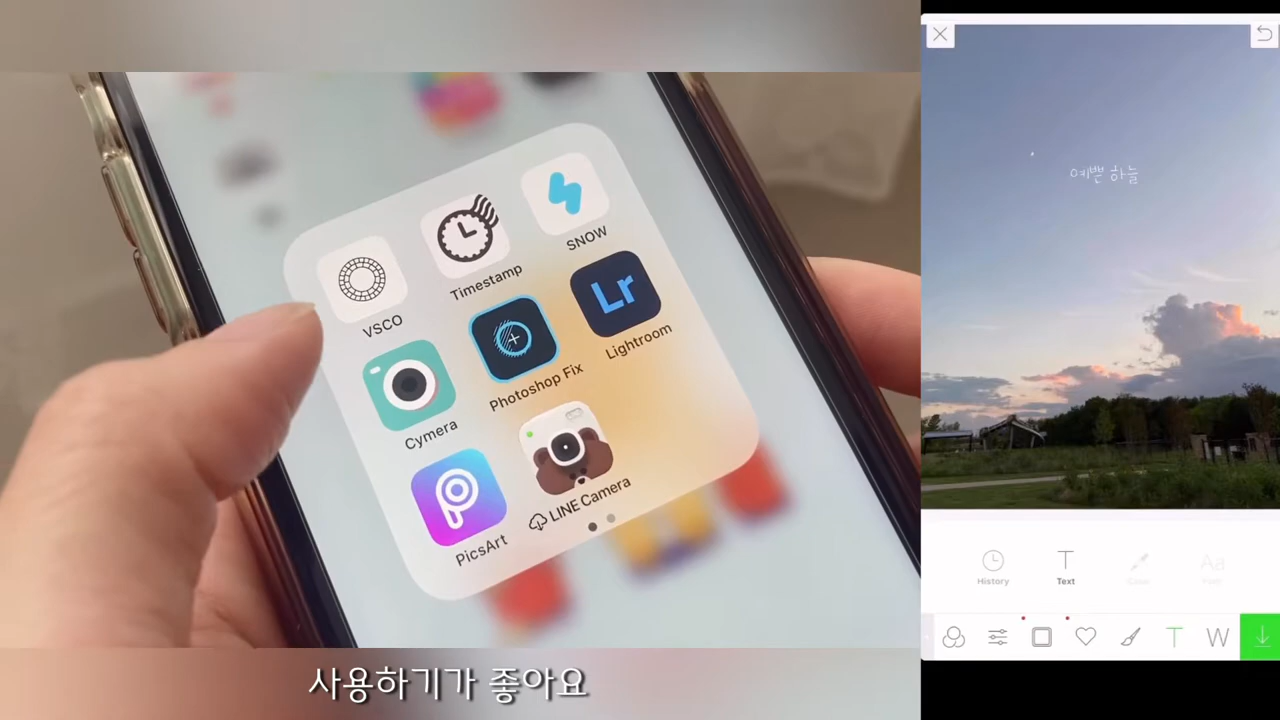 VSCO
Timestamp
SNOW
Cymera
Photoshop Fix
Lr
Lightroom
PicsArt
LINE Camera
사용하기가 좋아요
예쁜 하늘
History
Text
T
W